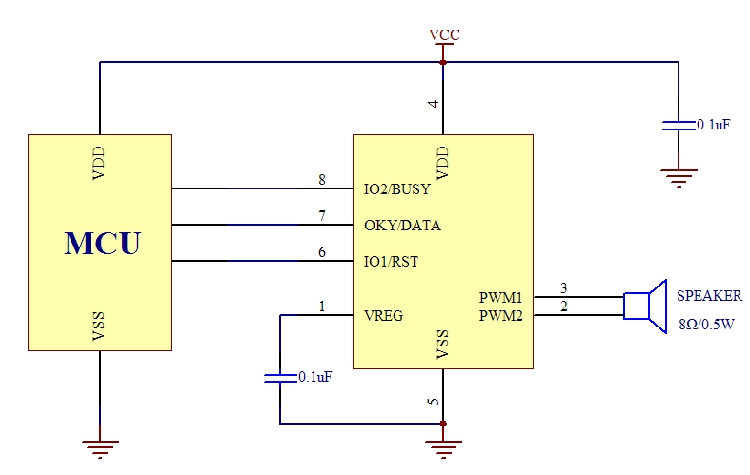 VCC
4
0.1uF
VDD
VDD
8
IO2/BUSY
7
OKY/DATA
MCU
6
IO1/RST
3
PWM1
SPEAKER
1
VREG
2
PWM2
8Ω/0.5W
VSS
VSS
0.1uF
5